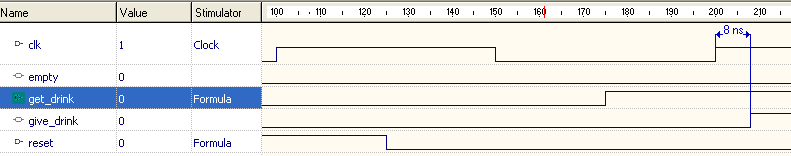 Name Value Stimulator 100 110 120 130 140 150 160 170 180 190 200 210
8 ns
clk 1 Clock
empty 0
get_drink 0 Formula
give_drink 0
reset 0 Formula